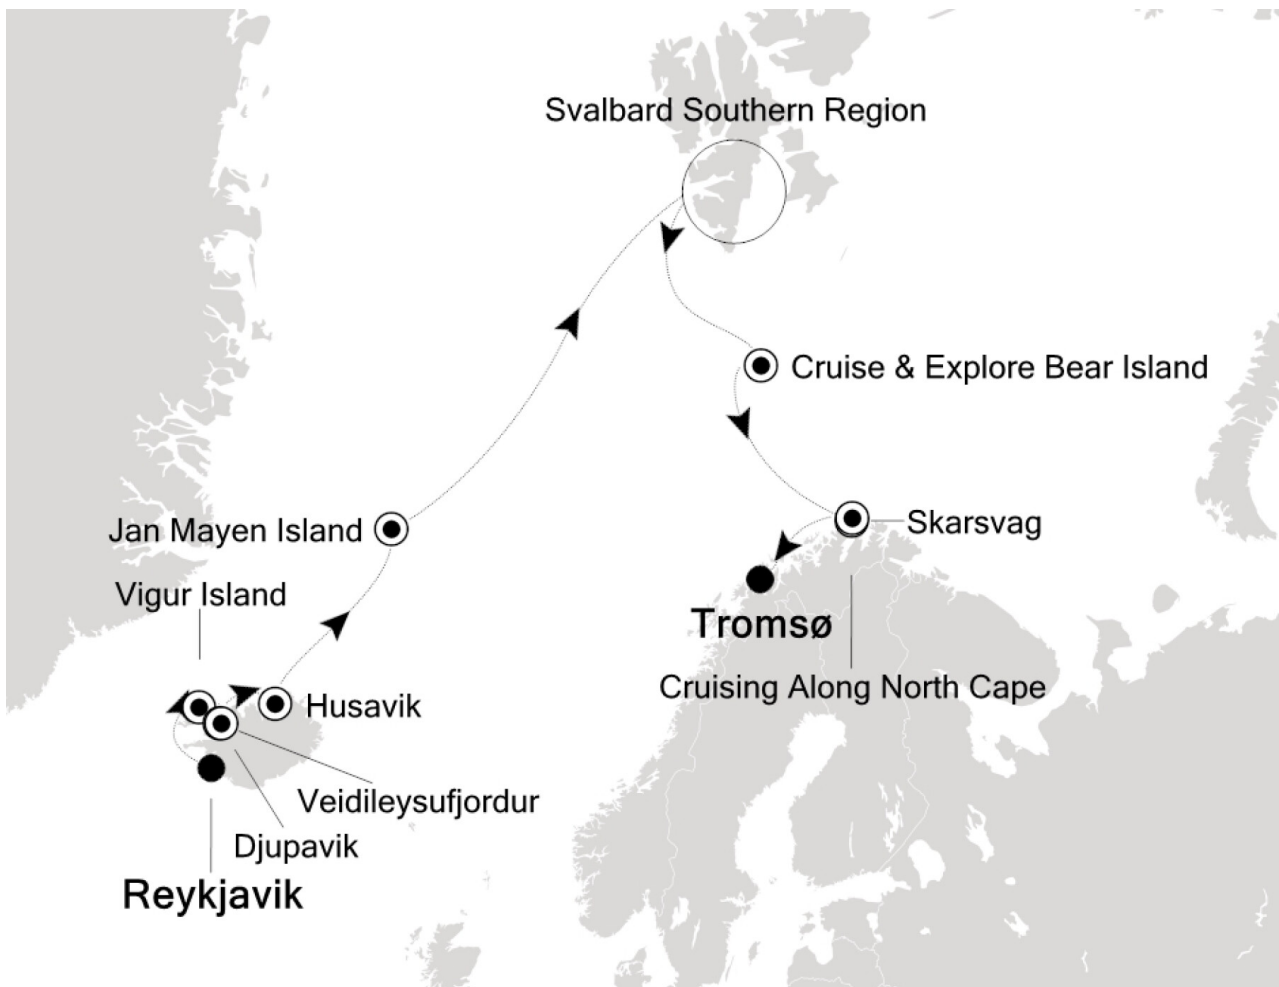 Svalbard Southern Region
Cruise & Explore Bear Island
Jan Mayen Island
Skarsvag
Vigur Island
Tromsø
Cruising Along North Cape
Husavik
Veidileysufjordur
Djupavik
Reykjavik